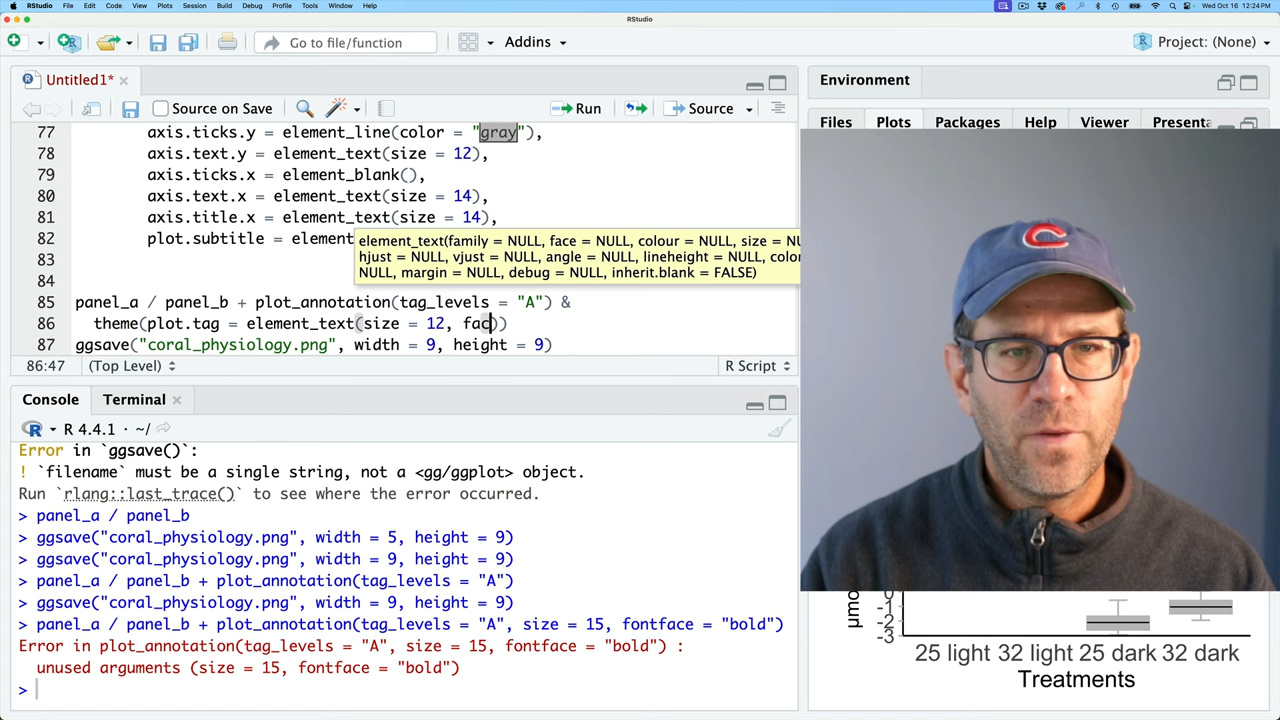 RStudio File Edit Code View Plots Session Build Debug Profile Tools Window Help Wed Oct 16 12:24 PM
RStudio
Go to file/function Addins Project: (None)
Untitled1*
Source on Save Run Source
77 axis.ticks.y = element_line(color = "gray"),
78 axis.text.y = element_text(size = 12),
79 axis.ticks.x = element_blank(),
80 axis.text.x = element_text(size = 14),
81 axis.title.x = element_text(size = 14),
82 plot.subtitle = element
element_text(family = NULL, face = NULL, colour = NULL, size = NU
83 hjust = NULL, vjust = NULL, angle = NULL, lineheight = NULL, colo
NULL, margin = NULL, debug = NULL, inherit.blank = FALSE)
84
85 panel_a / panel_b + plot_annotation(tag_levels = "A") &
86 theme(plot.tag = element_text(size = 12, fac))
87 ggsave("coral_physiology.png", width = 9, height = 9)
86:47 (Top Level) R Script
Console Terminal
R 4.4.1 · ~/
Error in `ggsave()`:
! `filename` must be a single string, not a <gg/ggplot> object.
Run `rlang::last_trace()` to see where the error occurred.
> panel_a / panel_b
> ggsave("coral_physiology.png", width = 5, height = 9)
> ggsave("coral_physiology.png", width = 9, height = 9)
> panel_a / panel_b + plot_annotation(tag_levels = "A")
> ggsave("coral_physiology.png", width = 9, height = 9)
> panel_a / panel_b + plot_annotation(tag_levels = "A", size = 15, fontface = "bold")
Error in plot_annotation(tag_levels = "A", size = 15, fontface = "bold") :
unused arguments (size = 15, fontface = "bold")
>
Environment
Files Plots Packages Help Viewer Presenta
C
µmo
0
-1
-2
-3
25 light 32 light 25 dark 32 dark
Treatments